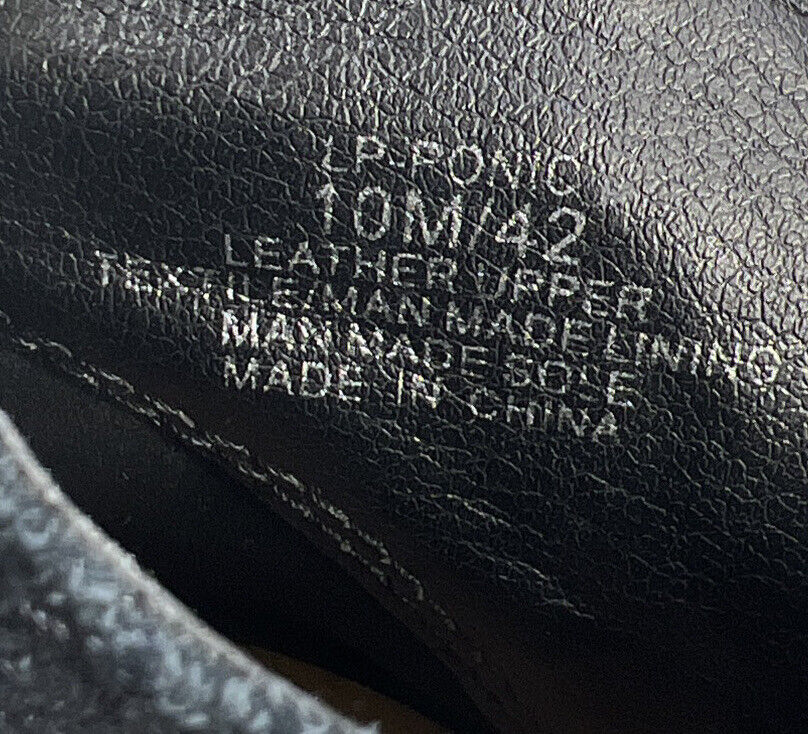 LP-PONIC
10M/42
LEATHER UPPER
TEXTILE/MAN MADE LINING
MAN MADE SOLE
MADE IN CHINA